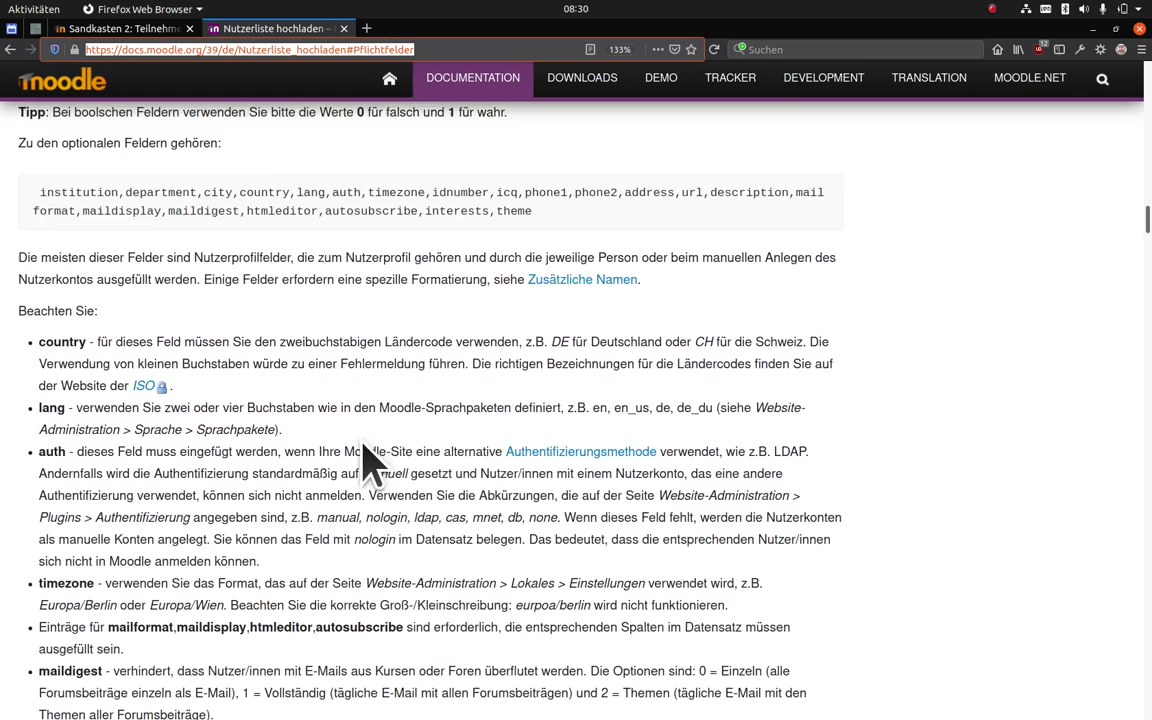 Aktivitäten
Firefox Web Browser
08:30
Sandkasten 2: Teilnehme
Nutzerliste hochladen –
https://docs.moodle.org/39/de/Nutzerliste_hochladen#Pflichtfelder
133%
Suchen
12
moodle
DOCUMENTATION
DOWNLOADS
DEMO
TRACKER
DEVELOPMENT
TRANSLATION
MOODLE.NET
Tipp: Bei boolschen Feldern verwenden Sie bitte die Werte 0 für falsch und 1 für wahr.
Zu den optionalen Feldern gehören:
institution,department,city,country,lang,auth,timezone,idnumber,icq,phone1,phone2,address,url,description,mail
format,maildisplay,maildigest,htmleditor,autosubscribe,interests,theme
Die meisten dieser Felder sind Nutzerprofilfelder, die zum Nutzerprofil gehören und durch die jeweilige Person oder beim manuellen Anlegen des
Nutzerkontos ausgefüllt werden. Einige Felder erfordern eine spezille Formatierung, siehe Zusätzliche Namen.
Beachten Sie:
country - für dieses Feld müssen Sie den zweibuchstabigen Ländercode verwenden, z.B. DE für Deutschland oder CH für die Schweiz. Die
Verwendung von kleinen Buchstaben würde zu einer Fehlermeldung führen. Die richtigen Bezeichnungen für die Ländercodes finden Sie auf
der Website der ISO .
lang - verwenden Sie zwei oder vier Buchstaben wie in den Moodle-Sprachpaketen definiert, z.B. en, en_us, de, de_du (siehe Website-
Administration > Sprache > Sprachpakete).
auth - dieses Feld muss eingefügt werden, wenn Ihre Moodle-Site eine alternative Authentifizierungsmethode verwendet, wie z.B. LDAP.
Andernfalls wird die Authentifizierung standardmäßig auf manuell gesetzt und Nutzer/innen mit einem Nutzerkonto, das eine andere
Authentifizierung verwendet, können sich nicht anmelden. Verwenden Sie die Abkürzungen, die auf der Seite Website-Administration >
Plugins > Authentifizierung angegeben sind, z.B. manual, nologin, ldap, cas, mnet, db, none. Wenn dieses Feld fehlt, werden die Nutzerkonten
als manuelle Konten angelegt. Sie können das Feld mit nologin im Datensatz belegen. Das bedeutet, dass die entsprechenden Nutzer/innen
sich nicht in Moodle anmelden können.
timezone - verwenden Sie das Format, das auf der Seite Website-Administration > Lokales > Einstellungen verwendet wird, z.B.
Europa/Berlin oder Europa/Wien. Beachten Sie die korrekte Groß-/Kleinschreibung: eurpoa/berlin wird nicht funktionieren.
Einträge für mailformat,maildisplay,htmleditor,autosubscribe sind erforderlich, die entsprechenden Spalten im Datensatz müssen
ausgefüllt sein.
maildigest - verhindert, dass Nutzer/innen mit E-Mails aus Kursen oder Foren überflutet werden. Die Optionen sind: 0 = Einzeln (alle
Forumsbeiträge einzeln als E-Mail), 1 = Vollständig (tägliche E-Mail mit allen Forumsbeiträgen) und 2 = Themen (tägliche E-Mail mit den
Themen aller Forumsbeiträge).